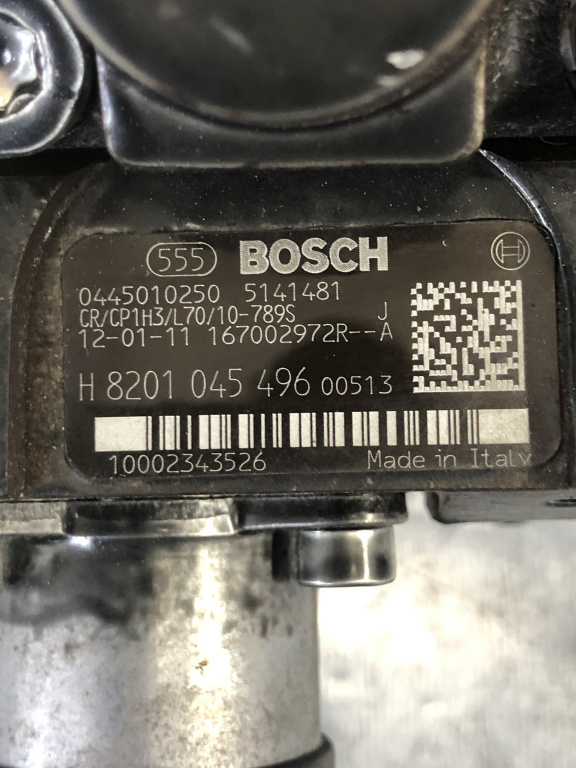 555 BOSCH
0445010250 5141481
CR/CP1H3/L70/10-789S J
12-01-11 167002972R--A
H 8201 045 496 00513
10002343526 Made in Italy